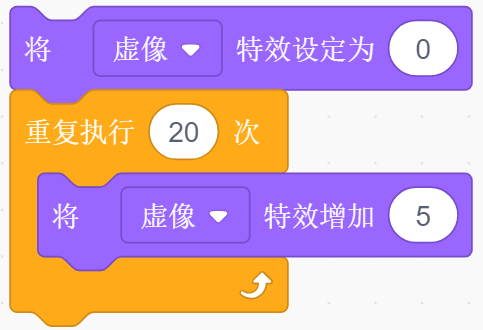 将 虚像 特效设定为 0
重复执行 20 次
将 虚像 特效增加 5